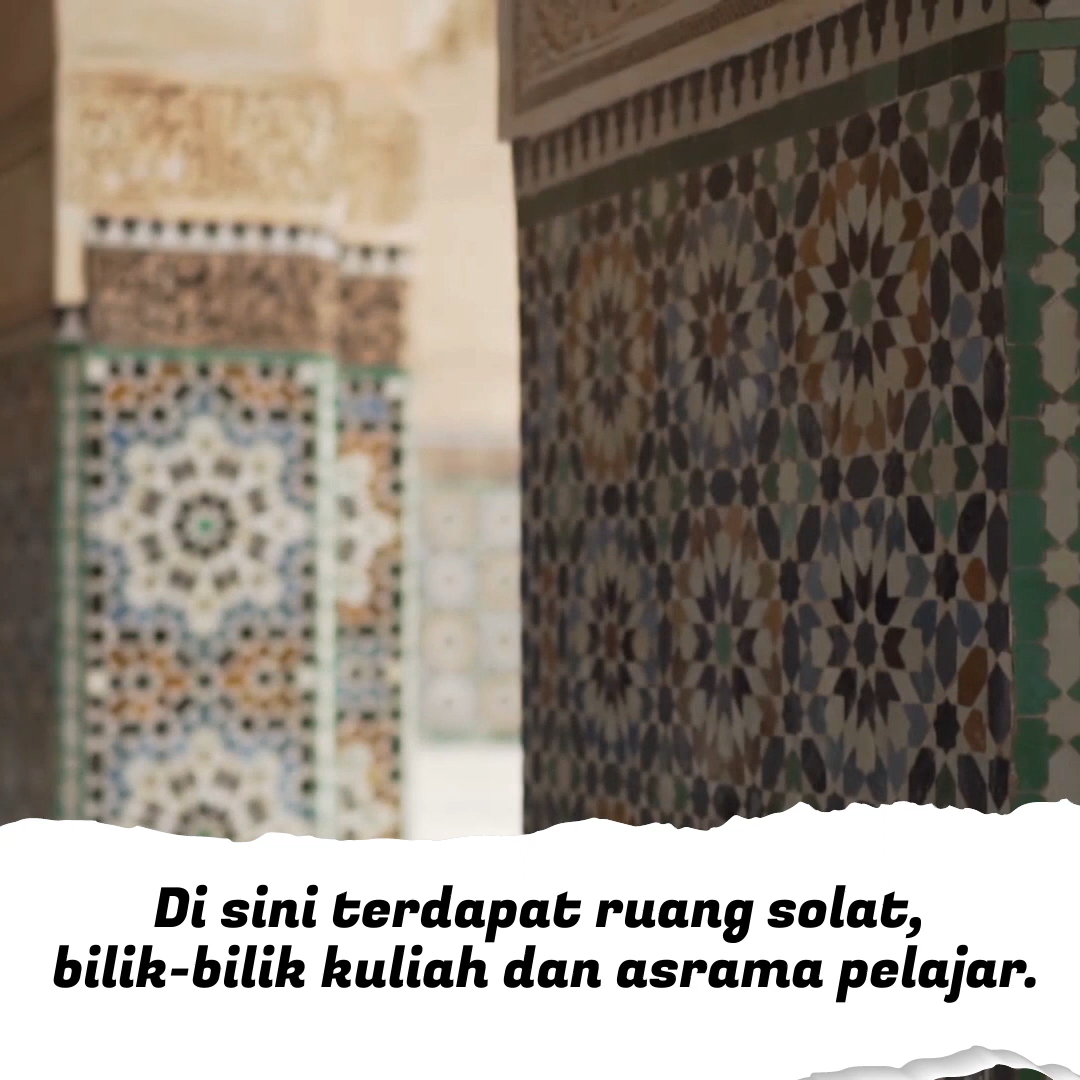 Di sini terdapat ruang solat,
bilik-bilik kuliah dan asrama pelajar.